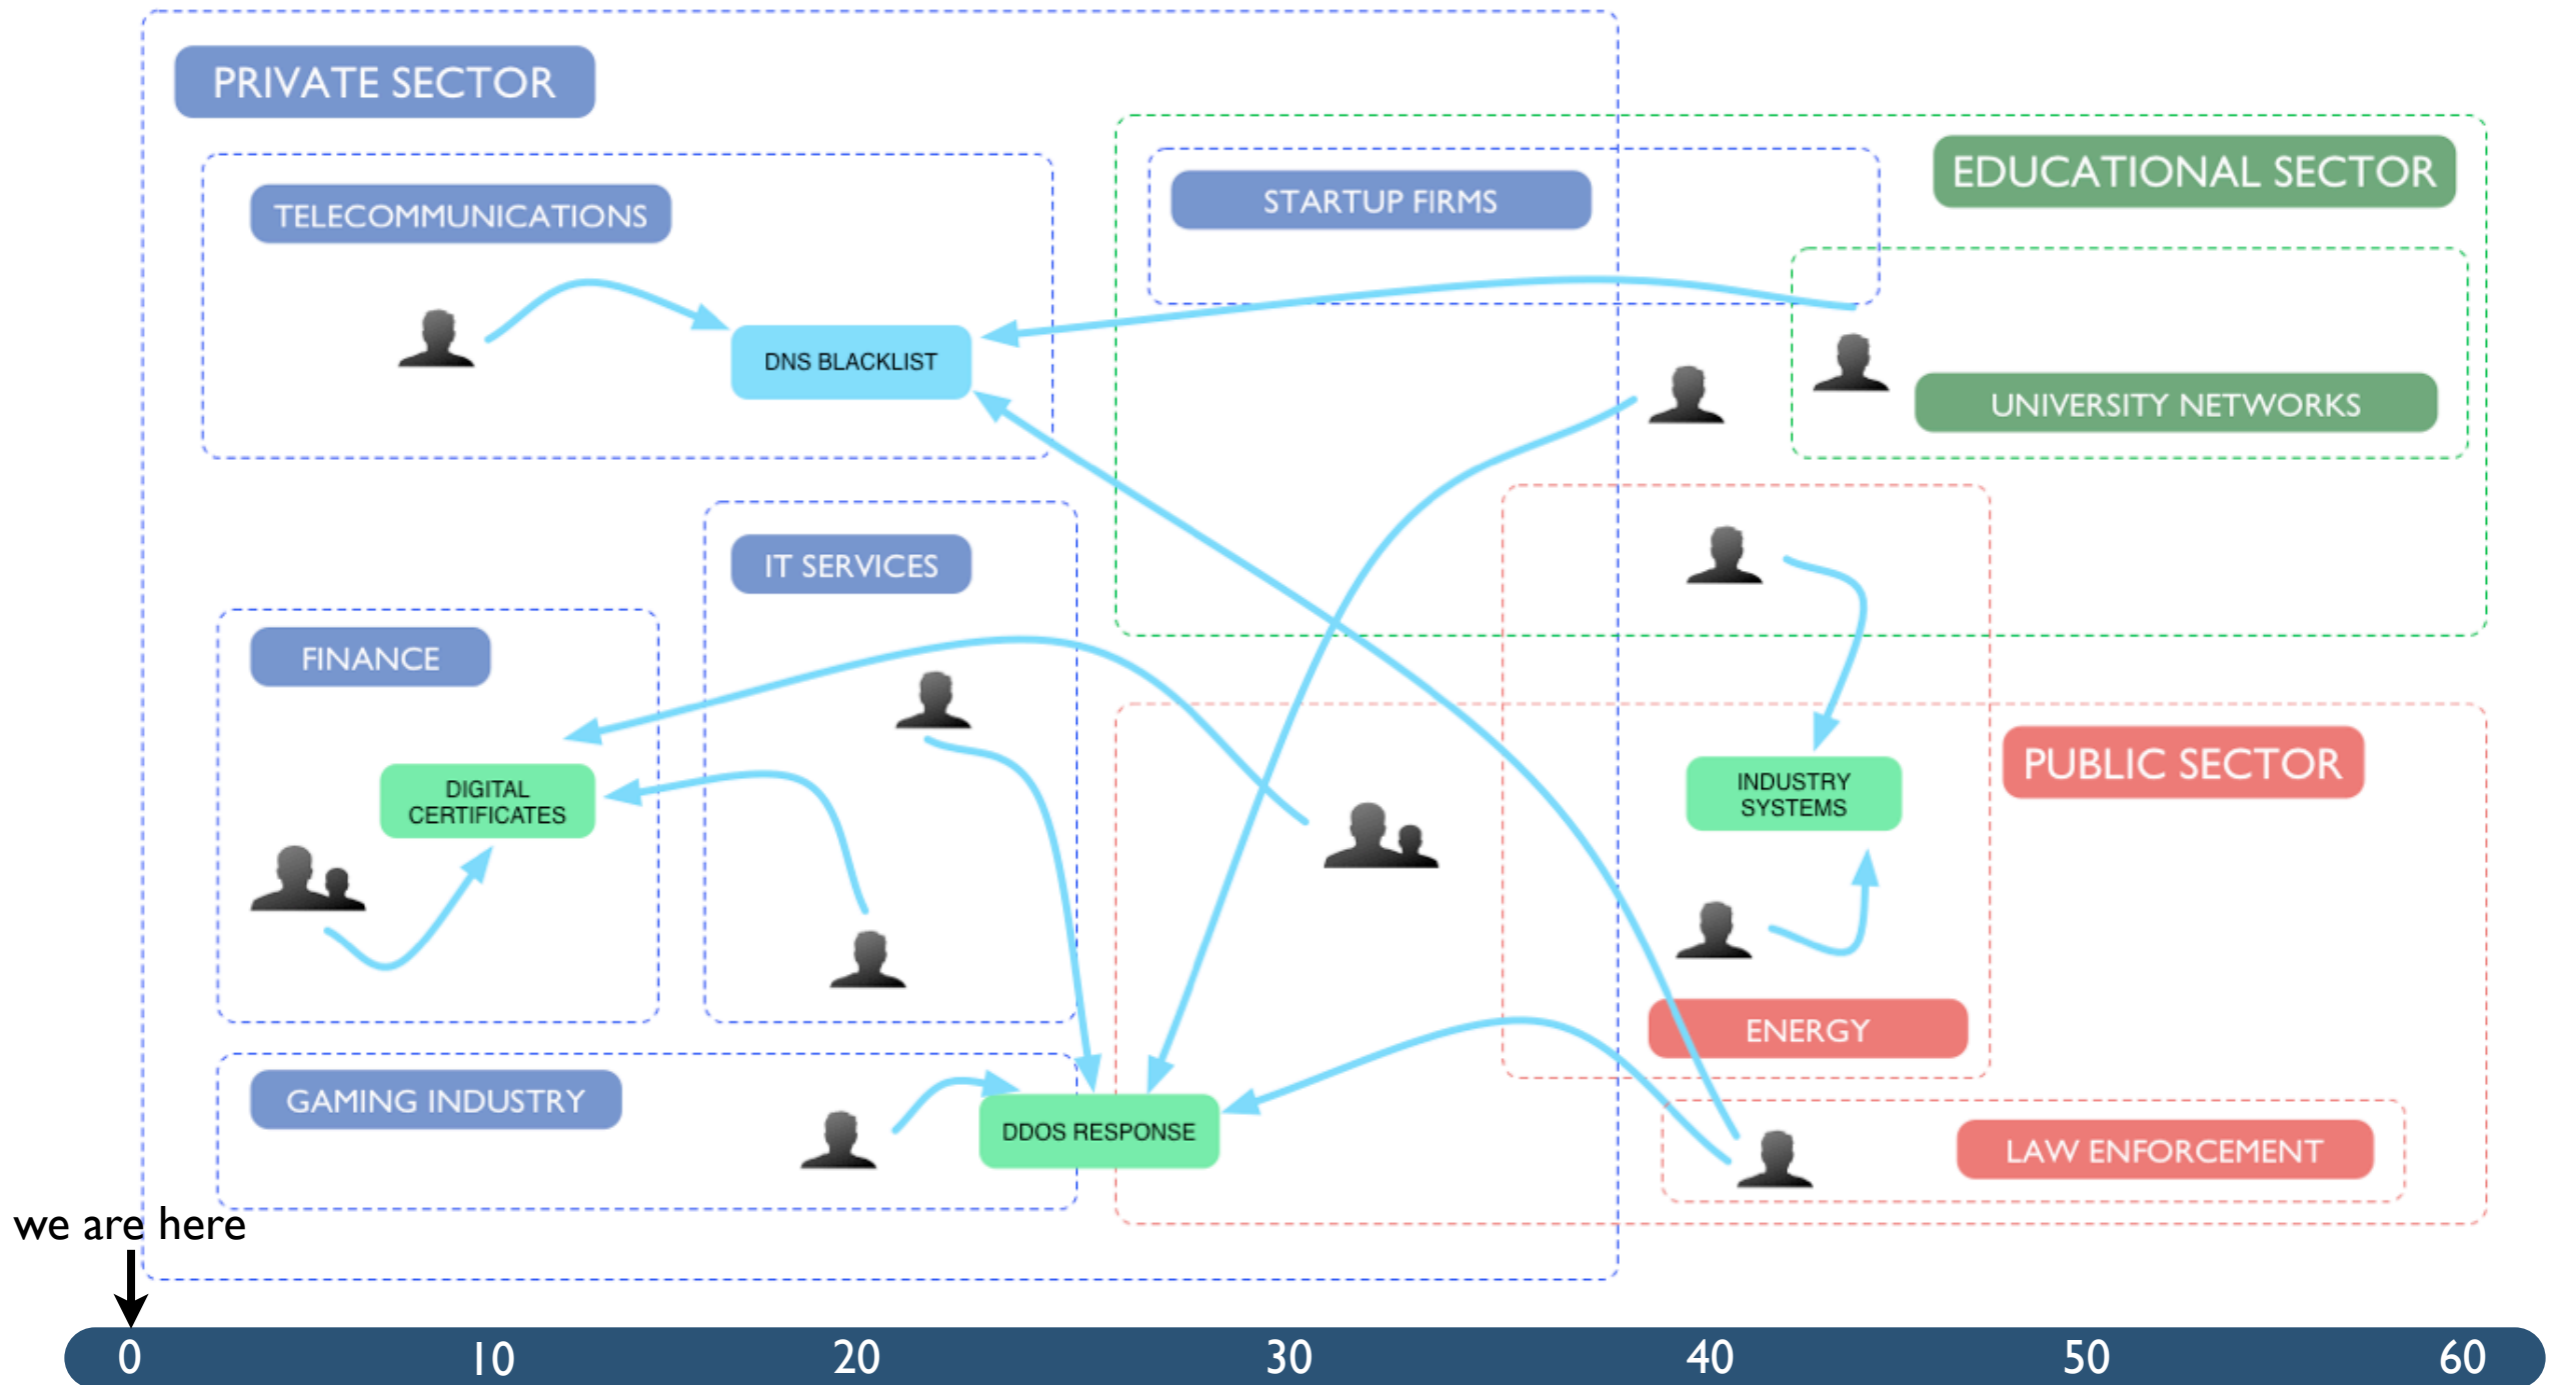 PRIVATE SECTOR
EDUCATIONAL SECTOR
TELECOMMUNICATIONS
STARTUP FIRMS
DNS BLACKLIST
UNIVERSITY NETWORKS
IT SERVICES
FINANCE
PUBLIC SECTOR
DIGITAL
CERTIFICATES
INDUSTRY
SYSTEMS
ENERGY
GAMING INDUSTRY
DDOS RESPONSE
LAW ENFORCEMENT
we are here
0 10 20 30 40 50 60